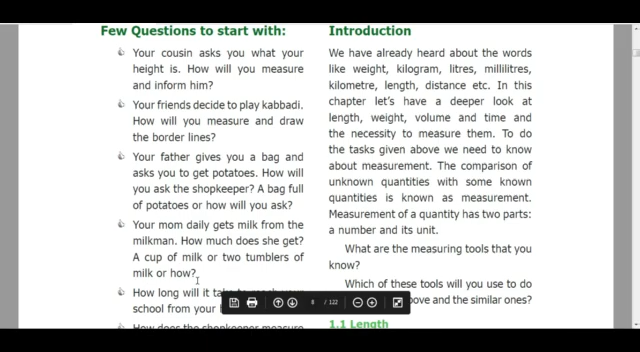 Few Questions to start with:
Your cousin asks you what your
height is. How will you measure
and inform him?
Your friends decide to play kabbadi.
How will you measure and draw
the border lines?
Your father gives you a bag and
asks you to get potatoes. How will
you ask the shopkeeper? A bag full
of potatoes or how will you ask?
Your mom daily gets milk from the
milkman. How much does she get?
A cup of milk or two tumblers of
milk or how?
How long will it take to reach your
school from your
How does the shopkeeper measure
Introduction
We have already heard about the words
like weight, kilogram, litres, millilitres,
kilometre, length, distance etc. In this
chapter let's have a deeper look at
length, weight, volume and time and
the necessity to measure them. To do
the tasks given above we need to know
about measurement. The comparison of
unknown quantities with some known
quantities is known as measurement.
Measurement of a quantity has two parts:
a number and its unit.
What are the measuring tools that you
know?
Which of these tools will you use to do
and the similar ones?
1.1 Length
8 / 122